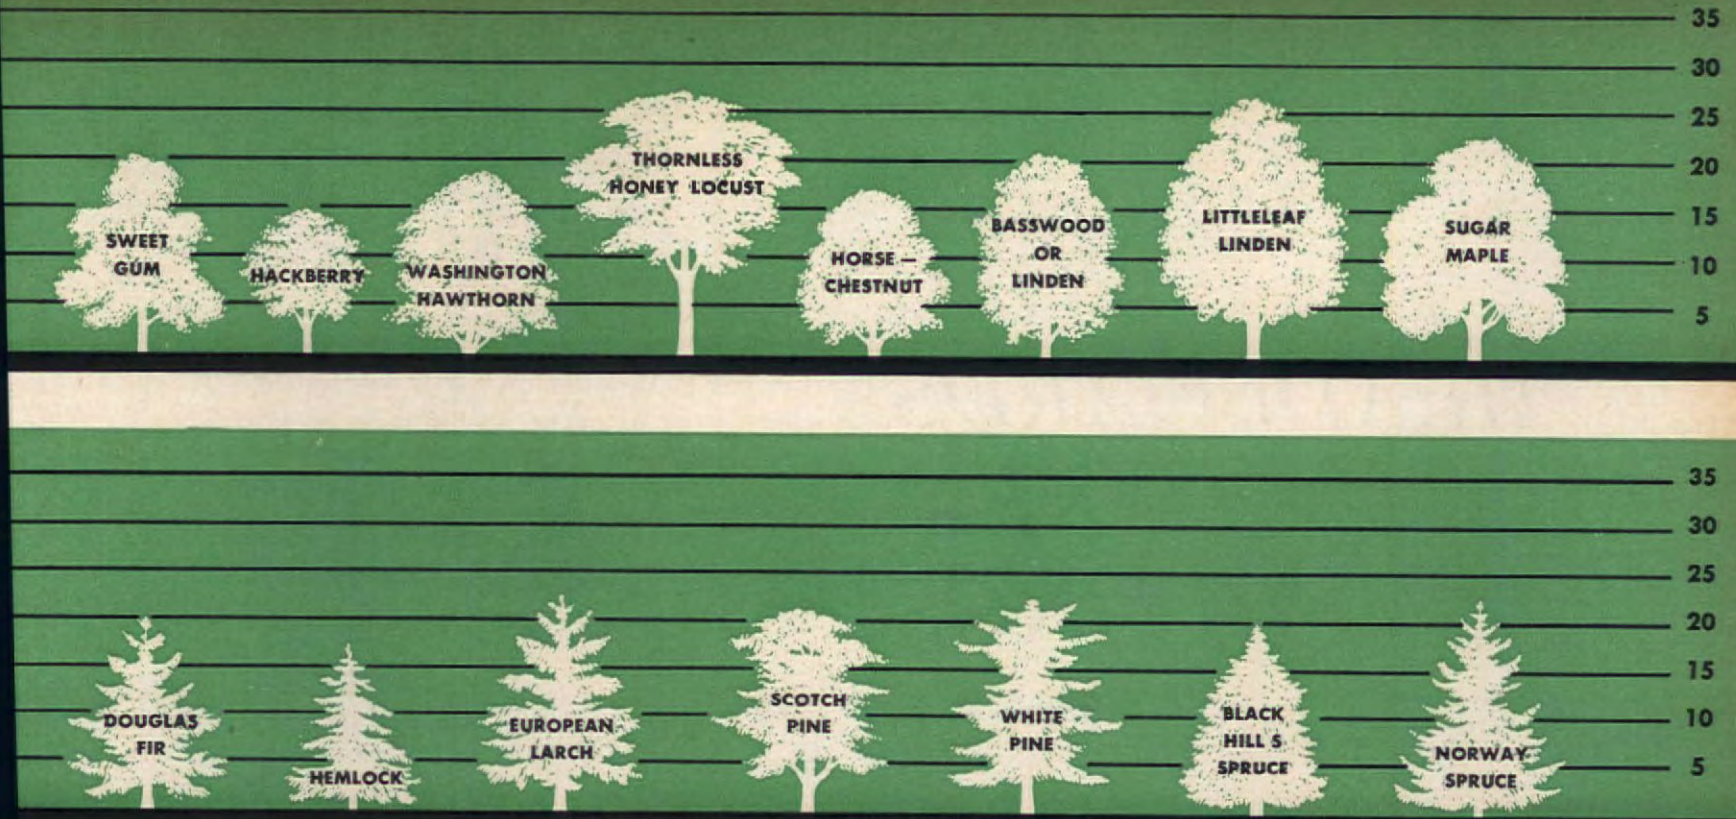 35
30
25
20
15
10
5
SWEET
GUM
HACKBERRY
WASHINGTON
HAWTHORN
THORNLESS
HONEY LOCUST
HORSE –
CHESTNUT
BASSWOOD
OR
LINDEN
LITTLELEAF
LINDEN
SUGAR
MAPLE
35
30
25
20
15
10
5
DOUGLAS
FIR
HEMLOCK
EUROPEAN
LARCH
SCOTCH
PINE
WHITE
PINE
BLACK
HILL S
SPRUCE
NORWAY
SPRUCE